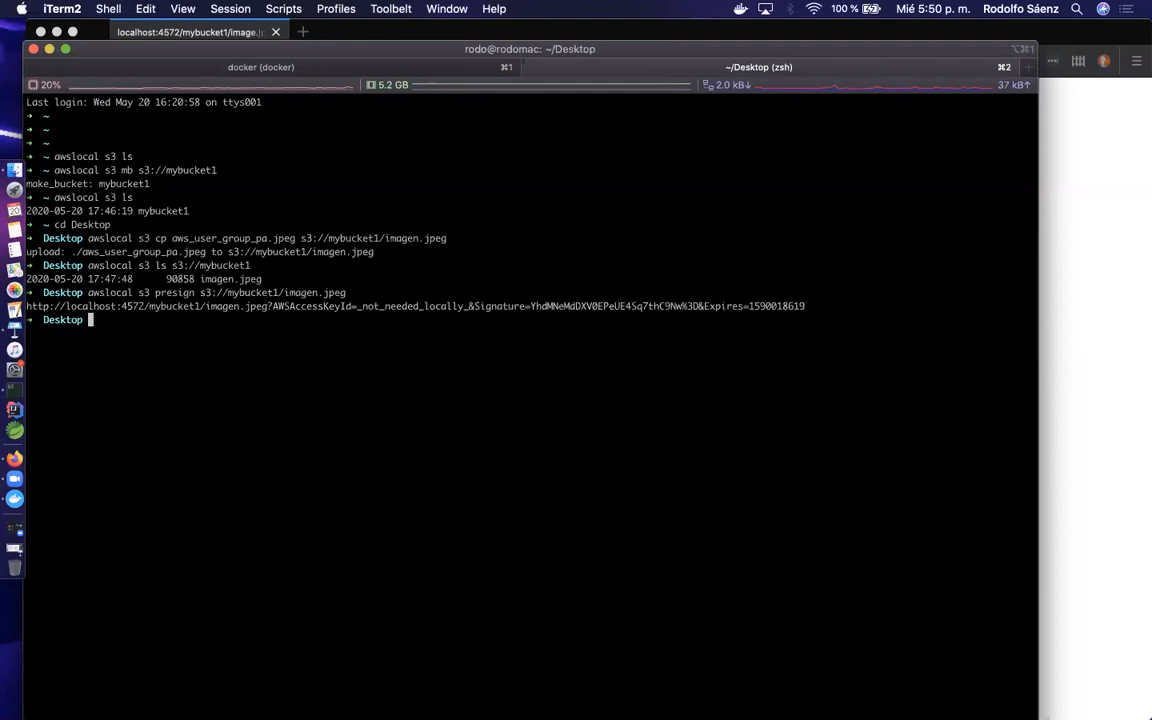 iTerm2 Shell Edit View Session Scripts Profiles Toolbelt Window Help 100 % Mié 5:50 p. m. Rodolfo Sáenz
localhost:4572/mybucket1/image.j
rodo@rodomac: ~/Desktop ⌥⌘1
docker (docker) ⌘1 ~/Desktop (zsh) ⌘2
20% 5.2 GB 2.0 kB↓ 37 kB↑
Last login: Wed May 20 16:20:58 on ttys001
➜ ~
➜ ~
➜ ~
➜ ~ awslocal s3 ls
➜ ~ awslocal s3 mb s3://mybucket1
make_bucket: mybucket1
➜ ~ awslocal s3 ls
2020-05-20 17:46:19 mybucket1
➜ ~ cd Desktop
➜ Desktop awslocal s3 cp aws_user_group_pa.jpeg s3://mybucket1/imagen.jpeg
upload: ./aws_user_group_pa.jpeg to s3://mybucket1/imagen.jpeg
➜ Desktop awslocal s3 ls s3://mybucket1
2020-05-20 17:47:48 90858 imagen.jpeg
➜ Desktop awslocal s3 presign s3://mybucket1/imagen.jpeg
http://localhost:4572/mybucket1/imagen.jpeg?AWSAccessKeyId=_not_needed_locally_&Signature=YhdMNeMdDXV0EPeUE4Sq7thC9Nw%3D&Expires=1590018619
➜ Desktop